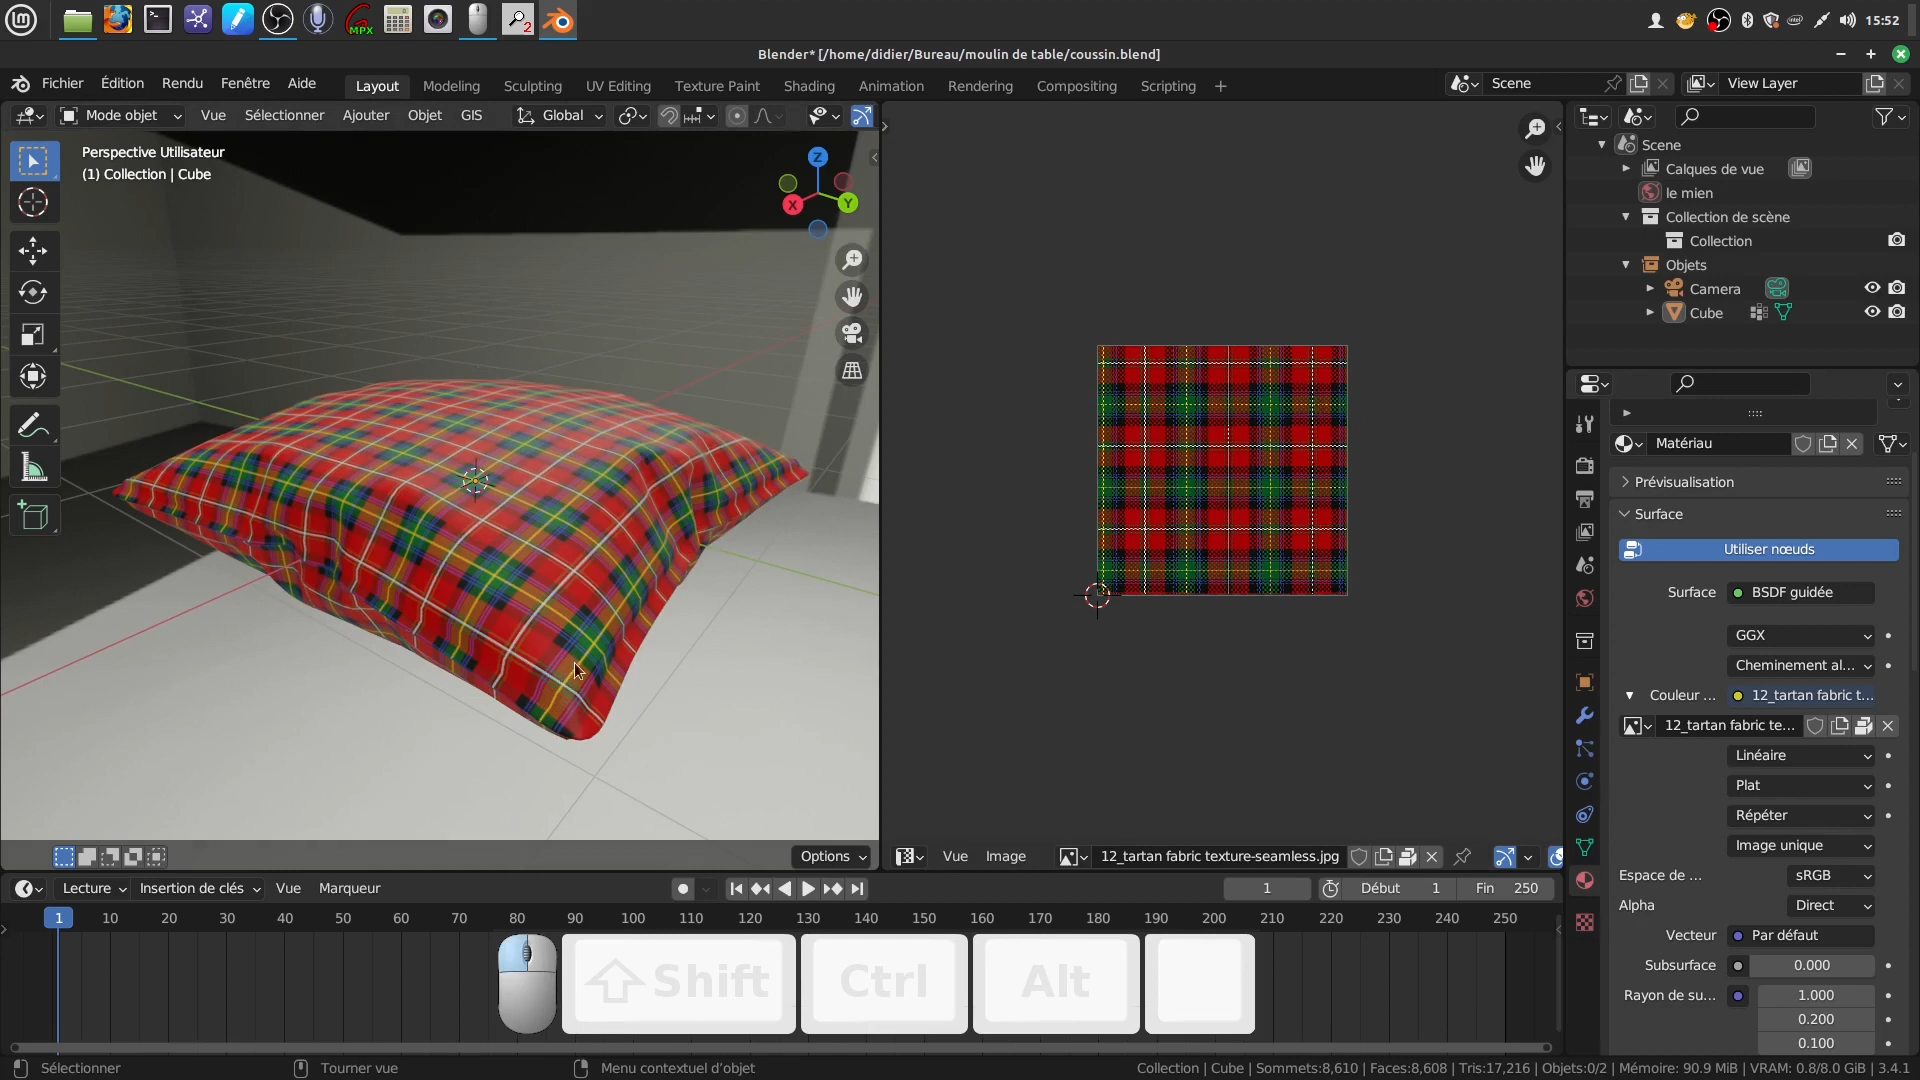 MPX
2
15:52
Blender* [/home/didier/Bureau/moulin de table/coussin.blend]
Fichier Édition Rendu Fenêtre Aide
Layout Modeling Sculpting UV Editing Texture Paint Shading Animation Rendering Compositing Scripting +
Scene
View Layer
Mode objet Vue Sélectionner Ajouter Objet GIS Global
Perspective Utilisateur
(1) Collection | Cube
Z
X
Y
Scene
Calques de vue
le mien
Collection de scène
Collection
Objets
Camera
Cube
Matériau
Prévisualisation
Surface
Utiliser nœuds
Surface BSDF guidée
GGX
Cheminement al...
Couleur ... 12_tartan fabric t...
12_tartan fabric te...
Linéaire
Plat
Répéter
Image unique
Espace de ... sRGB
Alpha Direct
Vecteur Par défaut
Subsurface 0.000
Rayon de su... 1.000
0.200
0.100
Options
Vue Image 12_tartan fabric texture-seamless.jpg
Lecture Insertion de clés Vue Marqueur
1 Début 1 Fin 250
1 10 20 30 40 50 60 70 80 90 100 110 120 130 140 150 160 170 180 190 200 210 220 230 240 250
Shift Ctrl Alt
Sélectionner Tourner vue Menu contextuel d'objet
Collection | Cube | Sommets:8,610 | Faces:8,608 | Tris:17,216 | Objets:0/2 | Mémoire: 90.9 MiB | VRAM: 0.8/8.0 GiB | 3.4.1